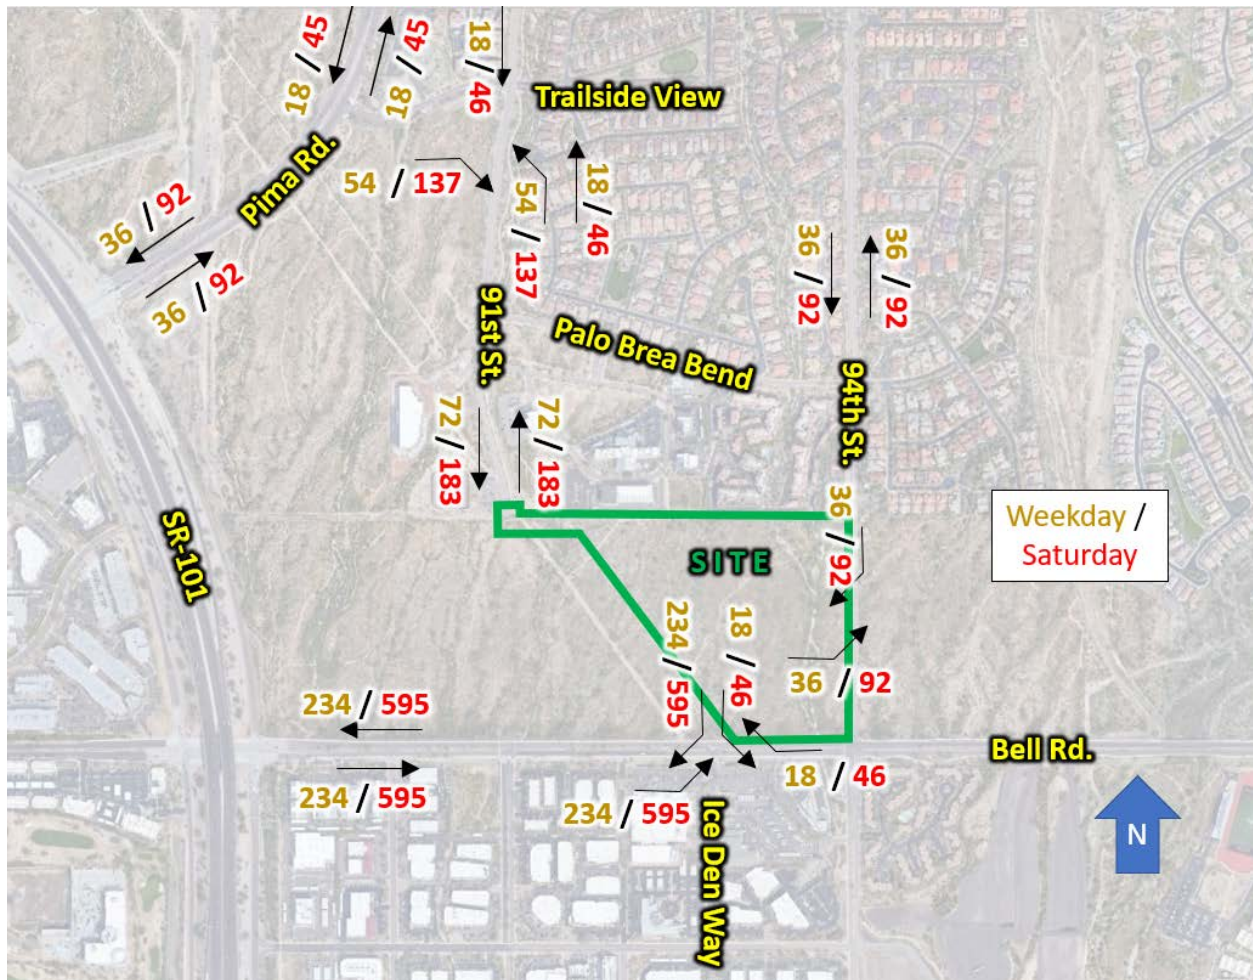 18 / 45
18 / 45
18 / 46
Trailside View
Pima Rd.
54 / 137
54 / 137
18 / 46
36 / 92
36 / 92
36 / 92
36 / 92
91st St.
Palo Brea Bend
94th St.
72 / 183
72 / 183
SR-101
SITE
36 / 92
Weekday /
Saturday
234 / 595
18 / 46
36 / 92
234 / 595
234 / 595
234 / 595
18 / 46
Bell Rd.
Ice Den Way
N